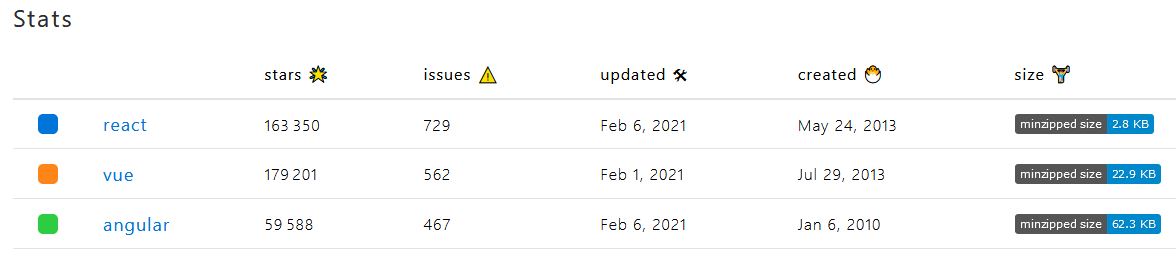 Stats
stars issues updated created size
react 163 350 729 Feb 6, 2021 May 24, 2013 minzipped size 2.8 KB
vue 179 201 562 Feb 1, 2021 Jul 29, 2013 minzipped size 22.9 KB
angular 59 588 467 Feb 6, 2021 Jan 6, 2010 minzipped size 62.3 KB